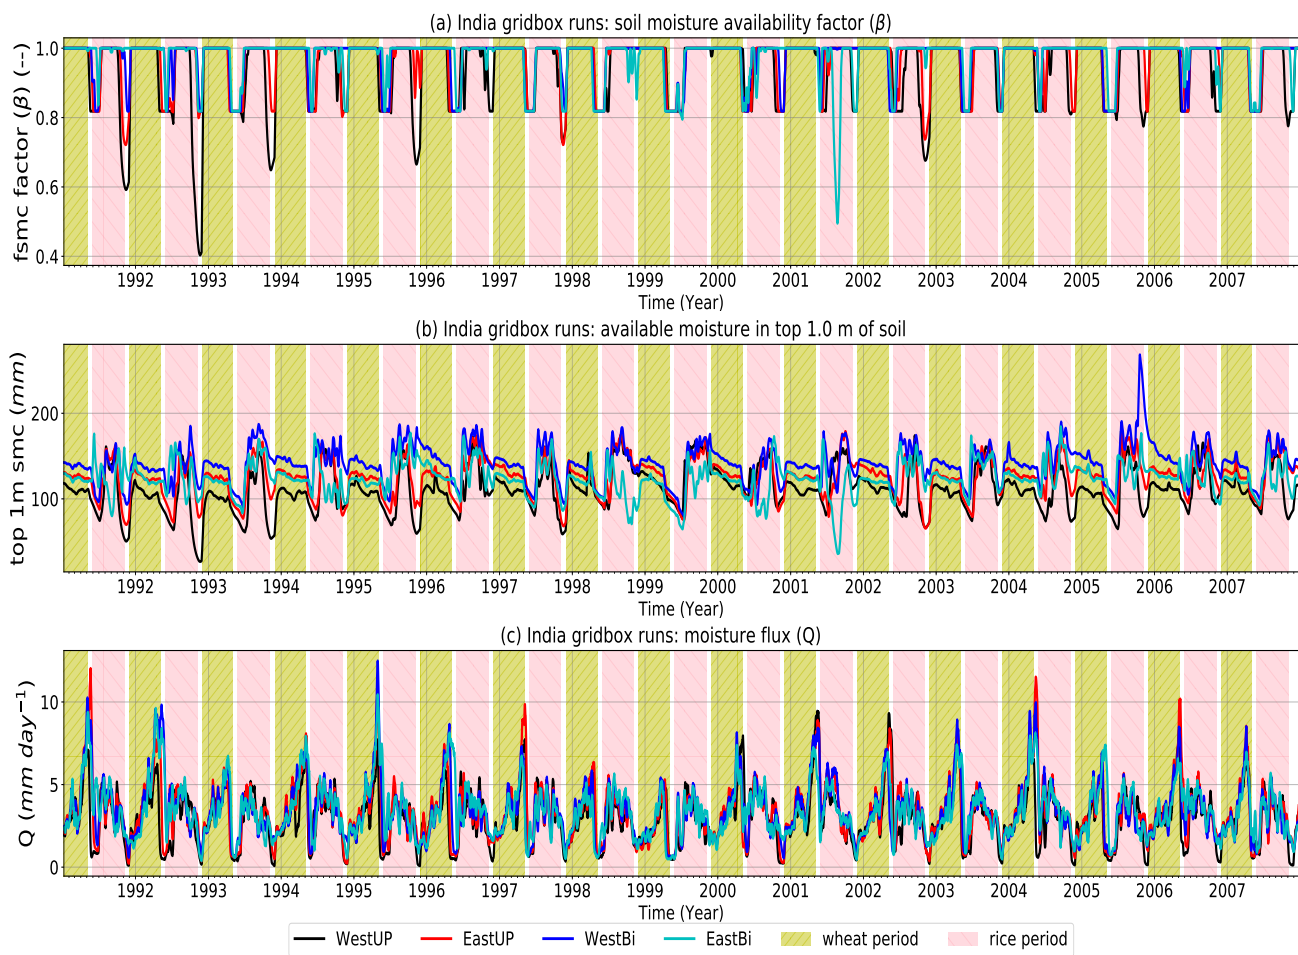 (a) India gridbox runs: soil moisture availability factor (β)
fsmc factor (β) (--)
1.0
0.8
0.6
0.4
1992 1993 1994 1995 1996 1997 1998 1999 2000 2001 2002 2003 2004 2005 2006 2007
Time (Year)
(b) India gridbox runs: available moisture in top 1.0 m of soil
top 1m smc (mm)
200
100
1992 1993 1994 1995 1996 1997 1998 1999 2000 2001 2002 2003 2004 2005 2006 2007
Time (Year)
(c) India gridbox runs: moisture flux (Q)
Q (mm day⁻¹)
10
5
0
1992 1993 1994 1995 1996 1997 1998 1999 2000 2001 2002 2003 2004 2005 2006 2007
Time (Year)
WestUP EastUP WestBi EastBi wheat period rice period